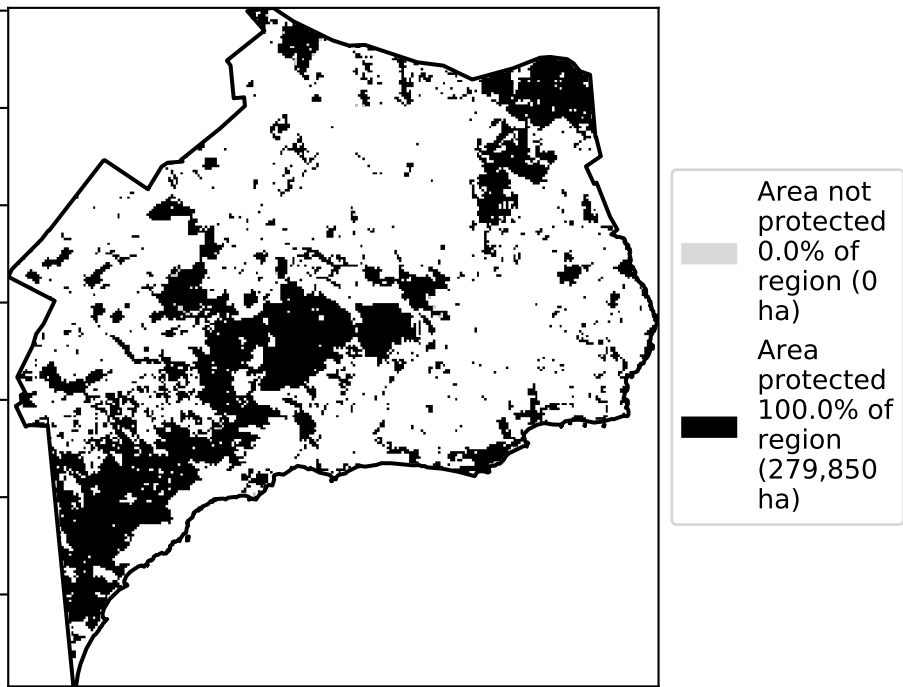 Area not
protected
0.0% of
region (0
ha)
Area
protected
100.0% of
region
(279,850
ha)